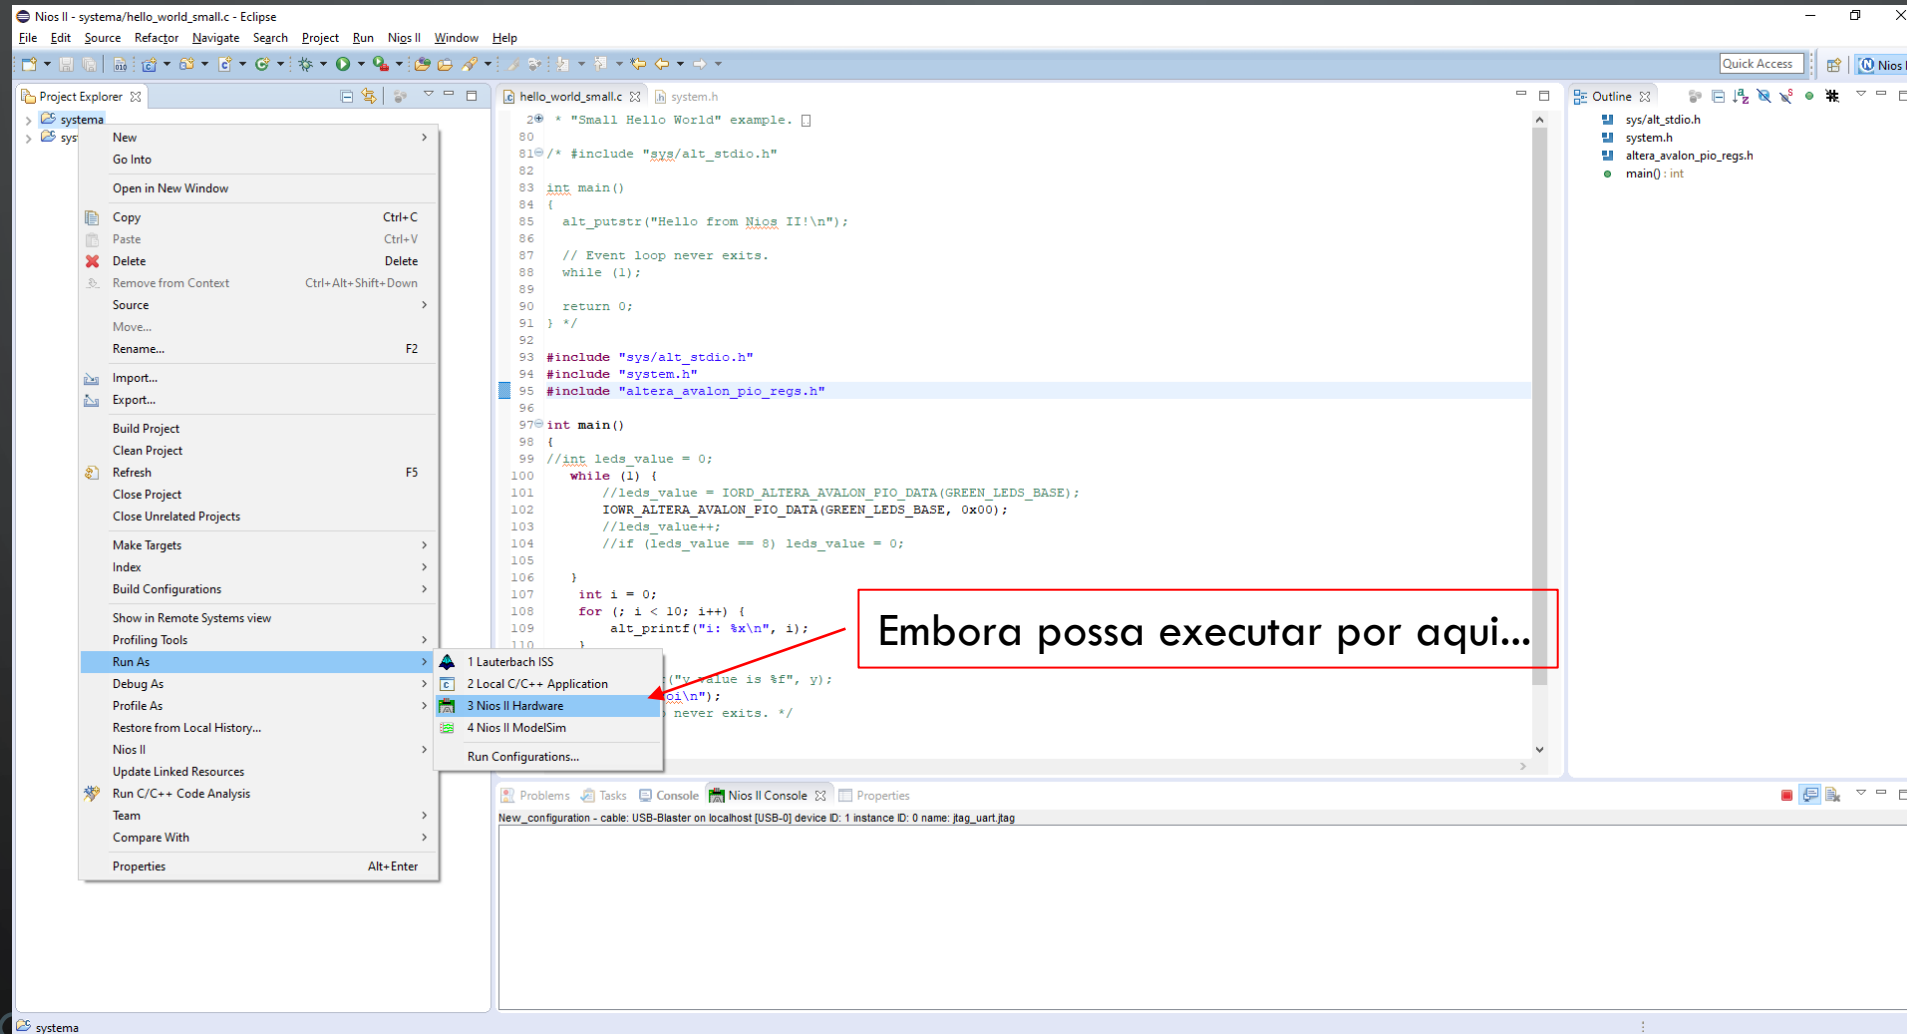 Nios II - systema/hello_world_small.c - Eclipse
File Edit Source Refactor Navigate Search Project Run Nios II Window Help
Quick Access
Nios
Project Explorer
systema
sys
New
Go Into
Open in New Window
Copy Ctrl+C
Paste Ctrl+V
Delete Delete
Remove from Context Ctrl+Alt+Shift+Down
Source
Move...
Rename... F2
Import...
Export...
Build Project
Clean Project
Refresh F5
Close Project
Close Unrelated Projects
Make Targets
Index
Build Configurations
Show in Remote Systems view
Profiling Tools
Run As
Debug As
Profile As
Restore from Local History...
Nios II
Update Linked Resources
Run C/C++ Code Analysis
Team
Compare With
Properties Alt+Enter
1 Lauterbach ISS
2 Local C/C++ Application
3 Nios II Hardware
4 Nios II ModelSim
Run Configurations...
hello_world_small.c system.h
2 * "Small Hello World" example.
80
81 /* #include "sys/alt_stdio.h"
82
83 int main()
84 {
85 alt_putstr("Hello from Nios II!\n");
86
87 // Event loop never exits.
88 while (1);
89
90 return 0;
91 } */
92
93 #include "sys/alt_stdio.h"
94 #include "system.h"
95 #include "altera_avalon_pio_regs.h"
96
97 int main()
98 {
99 //int leds_value = 0;
100 while (1) {
101 //leds_value = IORD_ALTERA_AVALON_PIO_DATA(GREEN_LEDS_BASE);
102 IOWR_ALTERA_AVALON_PIO_DATA(GREEN_LEDS_BASE, 0x00);
103 //leds_value++;
104 //if (leds_value == 8) leds_value = 0;
105
106 }
107 int i = 0;
108 for (; i < 10; i++) {
109 alt_printf("i: %x\n", i);
110 }
("y value is %f", y);
oi\n");
never exits. */
Embora possa executar por aqui...
Outline
sys/alt_stdio.h
system.h
altera_avalon_pio_regs.h
main() : int
Problems Tasks Console Nios II Console Properties
New_configuration - cable: USB-Blaster on localhost [USB-0] device ID: 1 instance ID: 0 name: jtag_uart.jtag
systema